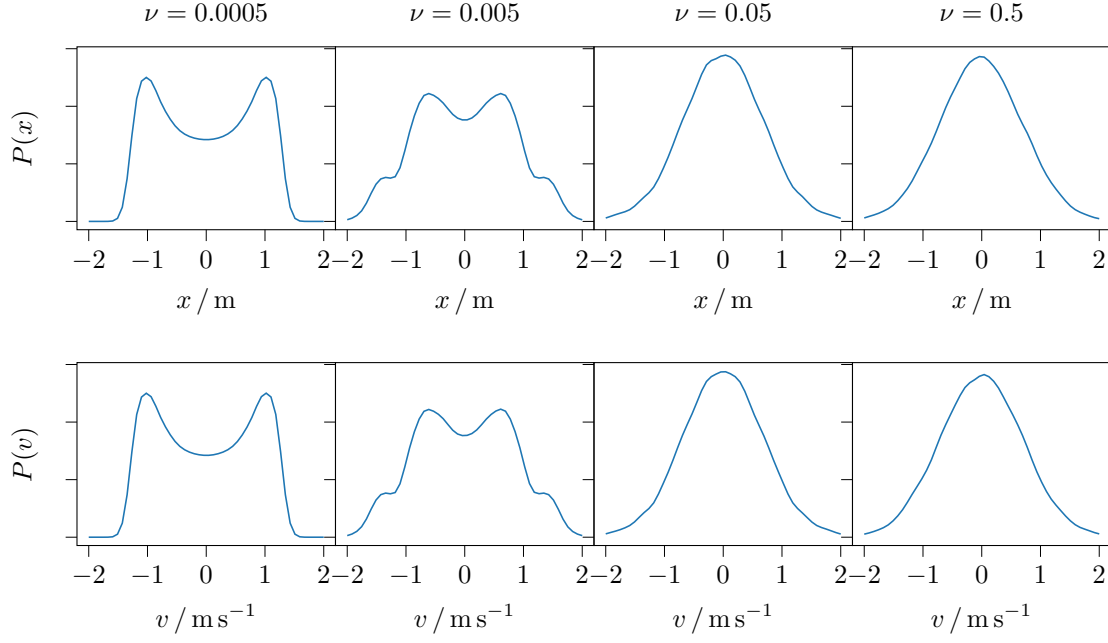 ν = 0.0005 ν = 0.005 ν = 0.05 ν = 0.5
P(x)
−2 −1 0 1 2 −2 −1 0 1 2 −2 −1 0 1 2 −2 −1 0 1 2
x / m x / m x / m x / m
P(v)
−2 −1 0 1 2 −2 −1 0 1 2 −2 −1 0 1 2 −2 −1 0 1 2
v / m s⁻¹ v / m s⁻¹ v / m s⁻¹ v / m s⁻¹